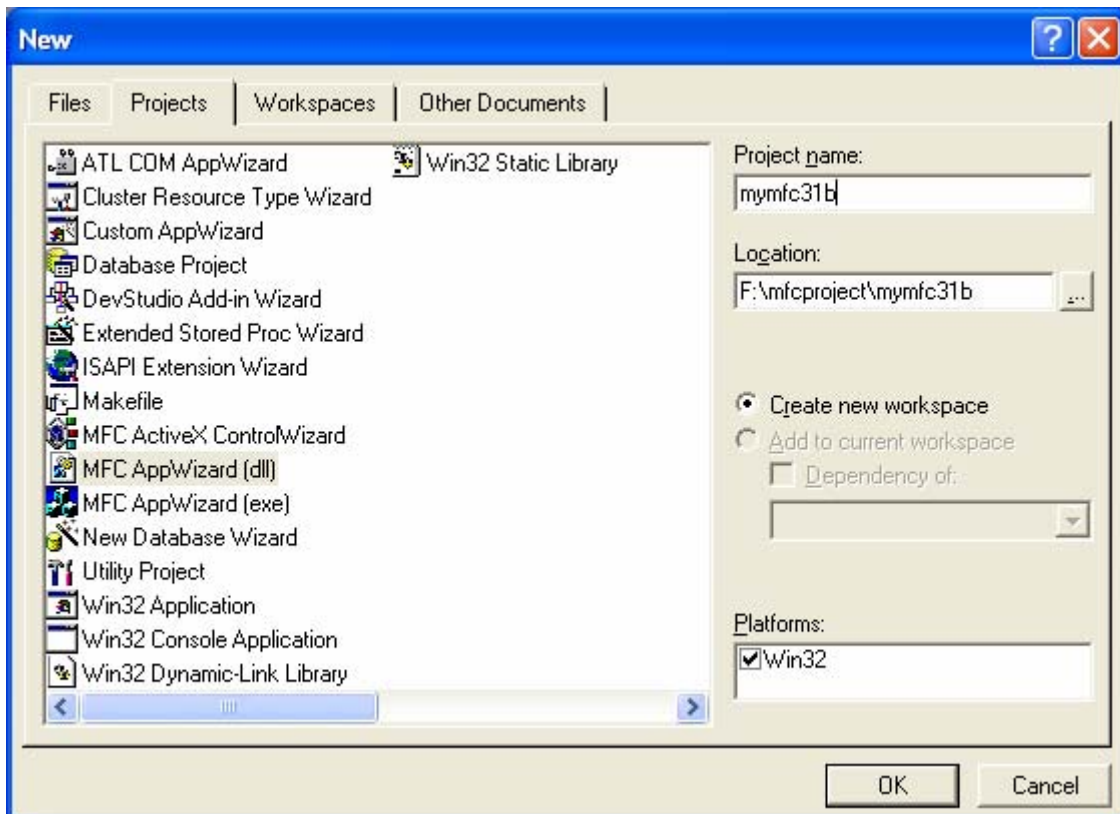 New
Files Projects Workspaces Other Documents
ATL COM AppWizard
Cluster Resource Type Wizard
Custom AppWizard
Database Project
DevStudio Add-in Wizard
Extended Stored Proc Wizard
ISAPI Extension Wizard
Makefile
MFC ActiveX ControlWizard
MFC AppWizard (dll)
MFC AppWizard (exe)
New Database Wizard
Utility Project
Win32 Application
Win32 Console Application
Win32 Dynamic-Link Library
Win32 Static Library
Project name:
mymfc31b
Location:
F:\mfcproject\mymfc31b
...
Create new workspace
Add to current workspace
Dependency of:
Platforms:
Win32
OK Cancel